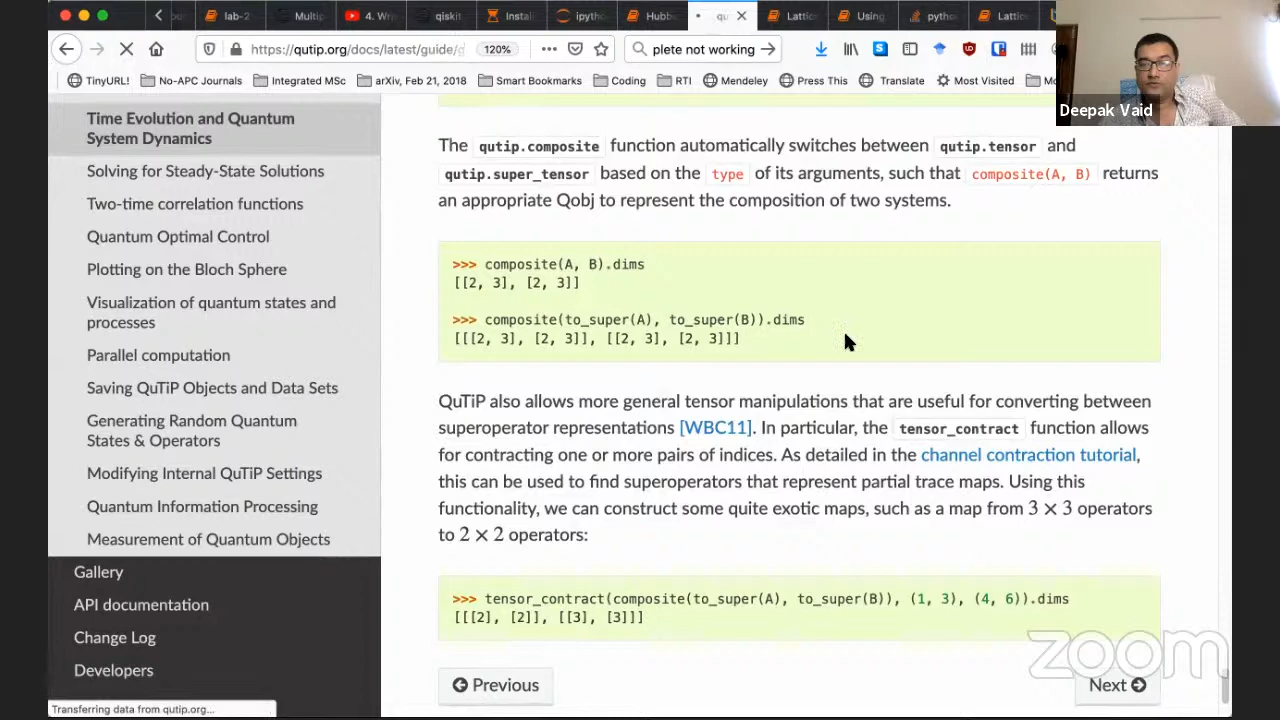 lab-2
Multip
4. Wr
qiskit
Install
ipytho
Hubb
qu
Lattic
Using
python
Lattic
https://qutip.org/docs/latest/guide/
120%
plete not working
TinyURL!
No-APC Journals
Integrated MSc
arXiv, Feb 21, 2018
Smart Bookmarks
Coding
RTI
Mendeley
Press This
Translate
Most Visited
Mo
Deepak Vaid
Time Evolution and Quantum
System Dynamics
Solving for Steady-State Solutions
Two-time correlation functions
Quantum Optimal Control
Plotting on the Bloch Sphere
Visualization of quantum states and
processes
Parallel computation
Saving QuTiP Objects and Data Sets
Generating Random Quantum
States & Operators
Modifying Internal QuTiP Settings
Quantum Information Processing
Measurement of Quantum Objects
Gallery
API documentation
Change Log
Developers
The qutip.composite function automatically switches between qutip.tensor and
qutip.super_tensor based on the type of its arguments, such that composite(A, B) returns
an appropriate Qobj to represent the composition of two systems.
>>> composite(A, B).dims
[[2, 3], [2, 3]]
>>> composite(to_super(A), to_super(B)).dims
[[[2, 3], [2, 3]], [[2, 3], [2, 3]]]
QuTiP also allows more general tensor manipulations that are useful for converting between
superoperator representations [WBC11]. In particular, the tensor_contract function allows
for contracting one or more pairs of indices. As detailed in the channel contraction tutorial,
this can be used to find superoperators that represent partial trace maps. Using this
functionality, we can construct some quite exotic maps, such as a map from 3 × 3 operators
to 2 × 2 operators:
>>> tensor_contract(composite(to_super(A), to_super(B)), (1, 3), (4, 6)).dims
[[[2], [2]], [[3], [3]]]
zoom
Previous
Next
Transferring data from qutip.org...